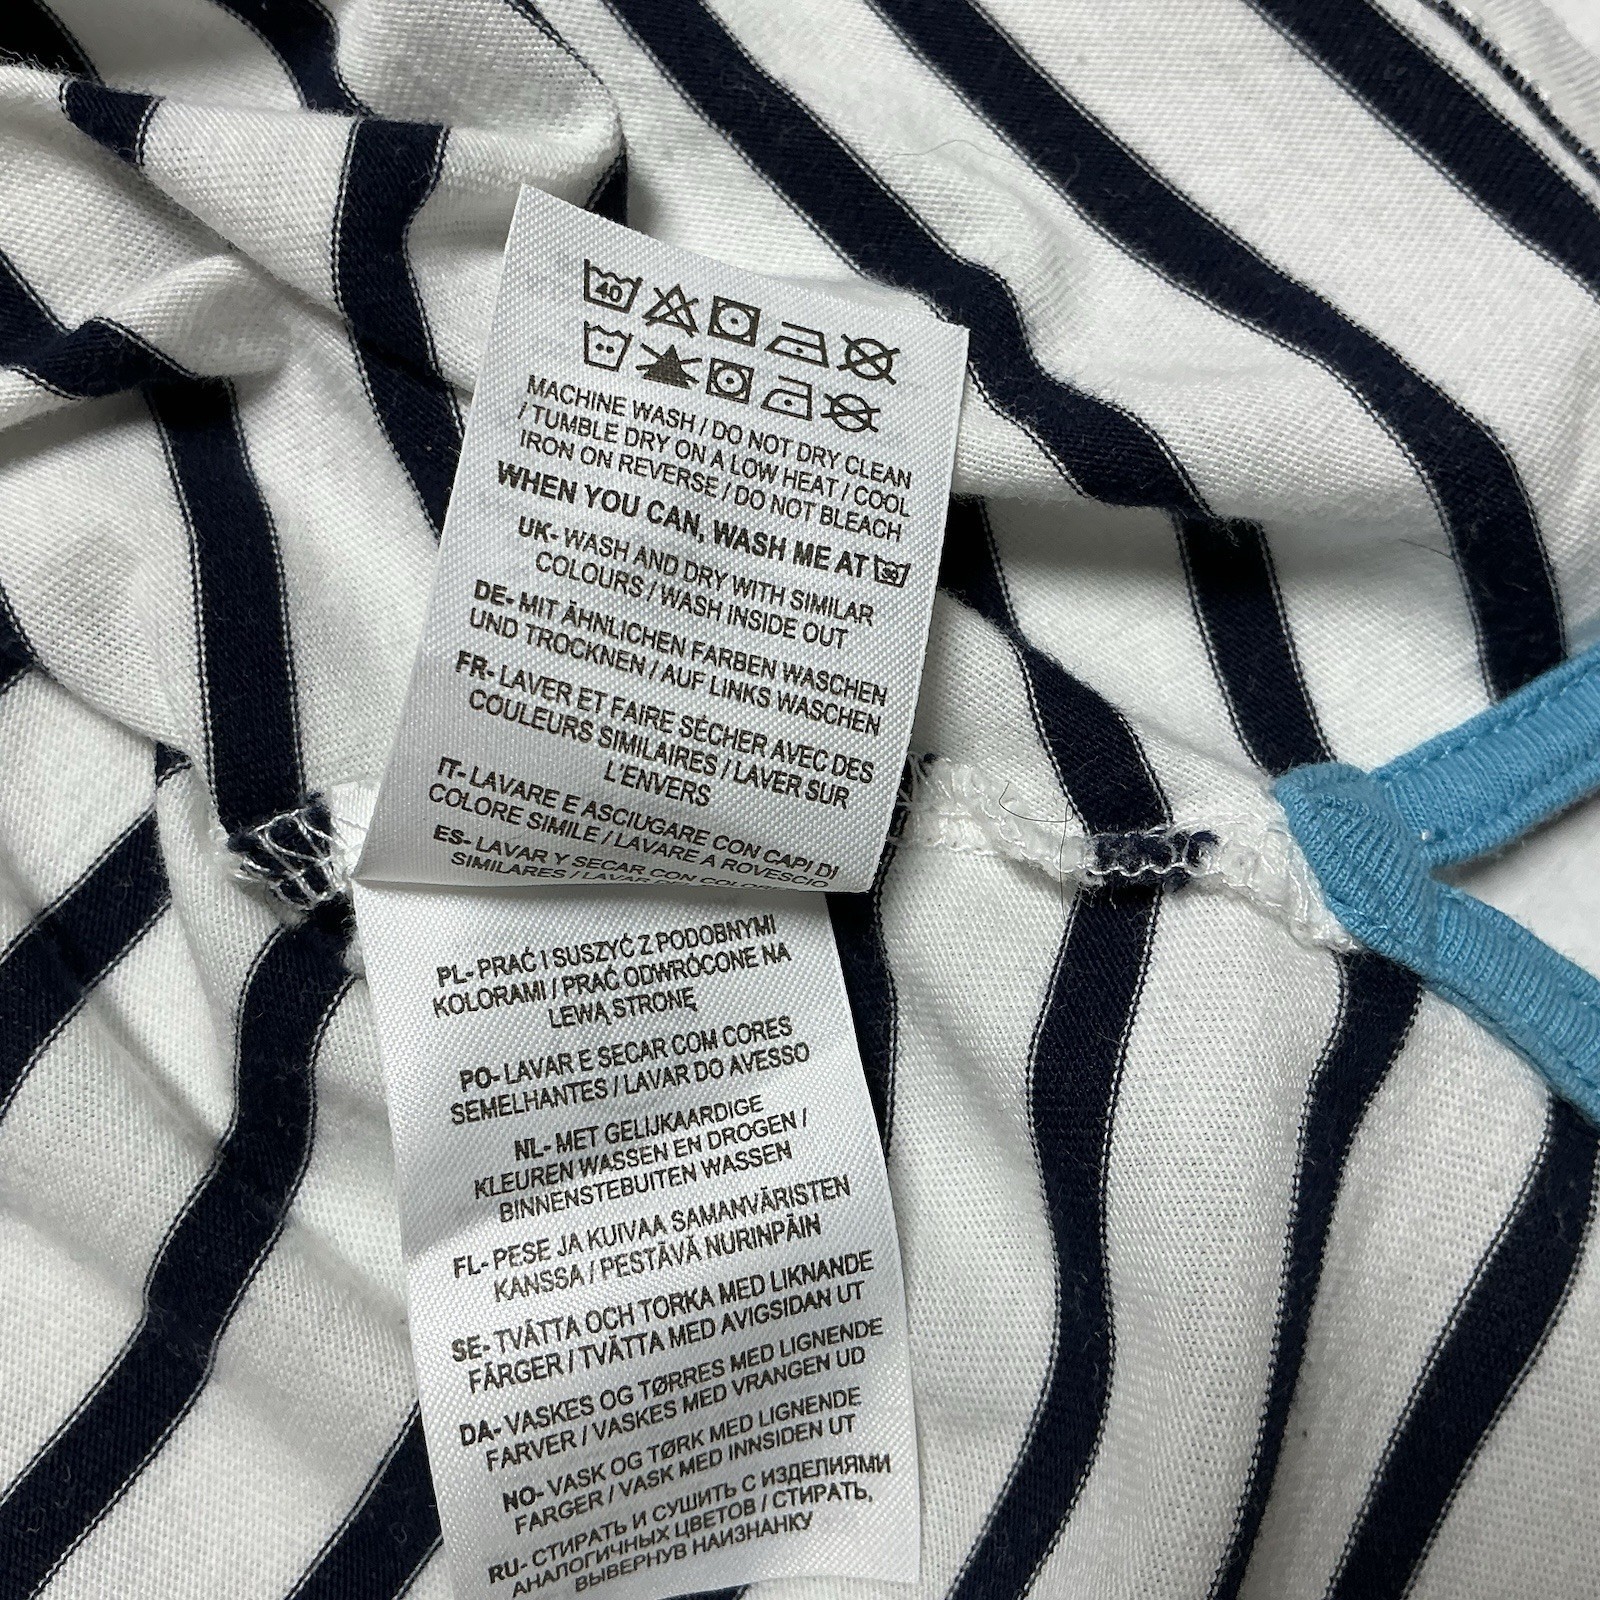 40
MACHINE WASH / DO NOT DRY CLEAN
/ TUMBLE DRY ON A LOW HEAT / COOL
IRON ON REVERSE / DO NOT BLEACH
WHEN YOU CAN, WASH ME AT 30
UK- WASH AND DRY WITH SIMILAR
COLOURS / WASH INSIDE OUT
DE- MIT ÄHNLICHEN FARBEN WASCHEN
UND TROCKNEN / AUF LINKS WASCHEN
FR- LAVER ET FAIRE SÉCHER AVEC DES
COULEURS SIMILAIRES / LAVER SUR
L'ENVERS
IT- LAVARE E ASCIUGARE CON CAPI DI
COLORE SIMILE / LAVARE A ROVESCIO
ES- LAVAR Y SECAR CON
SIMILARES / LAVAR
PL- PRAĆ I SUSZYĆ Z PODOBNYMI
KOLORAMI / PRAĆ ODWRÓCONE NA
LEWĄ STRONĘ
PO- LAVAR E SECAR COM CORES
SEMELHANTES / LAVAR DO AVESSO
NL- MET GELIJKAARDIGE
KLEUREN WASSEN EN DROGEN /
BINNENSTEBUITEN WASSEN
FL- PESE JA KUIVAA SAMANVÄRISTEN
KANSSA / PESTÄVÄ NURINPÄIN
SE- TVÄTTA OCH TORKA MED LIKNANDE
FÄRGER / TVÄTTA MED AVIGSIDAN UT
DA- VASKES OG TØRRES MED LIGNENDE
FARVER / VASKES MED VRANGEN UD
NO- VASK OG TØRK MED LIGNENDE
FARGER / VASK MED INNSIDEN UT
RU- СТИРАТЬ И СУШИТЬ С ИЗДЕЛИЯМИ
АНАЛОГИЧНЫХ ЦВЕТОВ / СТИРАТЬ,
ВЫВЕРНУВ НАИЗНАНКУ